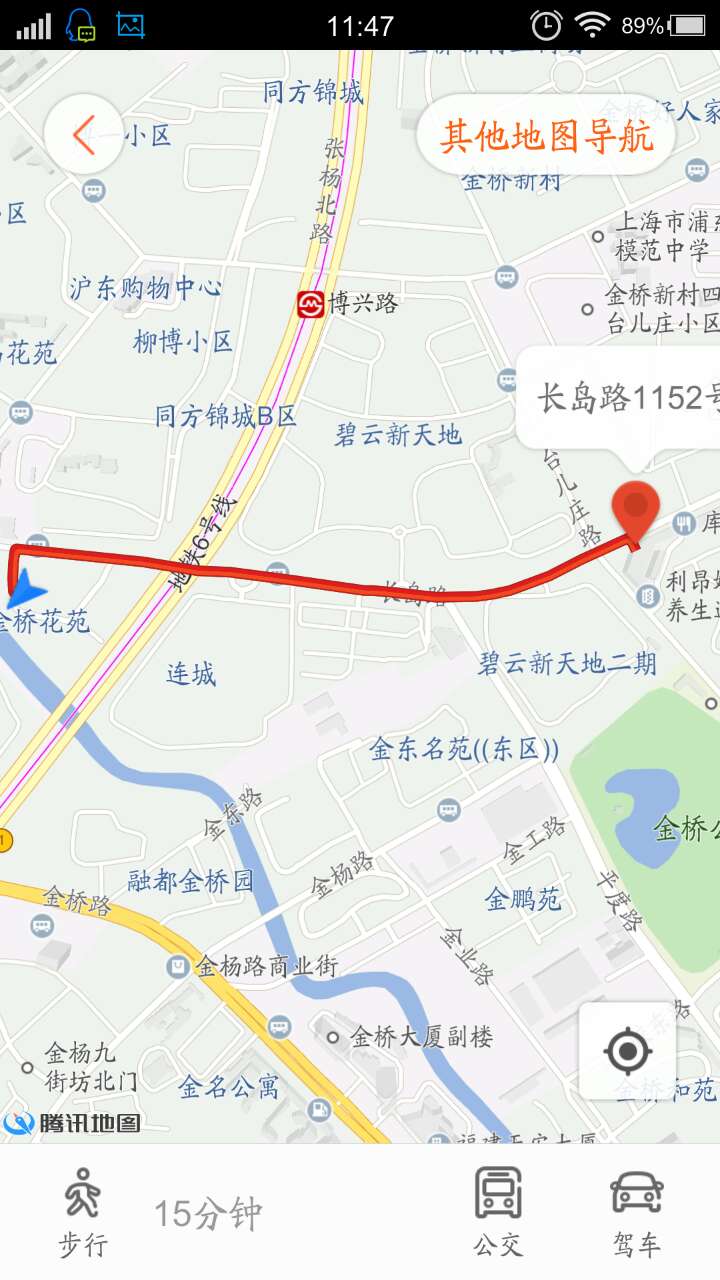 11:47
89%
同方锦城
其他地图导航
一小区
张杨北路
金桥新村
区
上海市浦东
模范中学
沪东购物中心
博兴路
金桥新村四
台儿庄小区
柳博小区
花苑
长岛路1152号
同方锦城B区
碧云新天地
台儿庄路
地铁6号线
库
长岛路
利昂
养生
金桥花苑
连城
碧云新天地二期
金东名苑((东区))
金东路
金桥公
金工路
金杨路
融都金桥园
金鹏苑
金桥路
平度路
金业路
金杨路商业街
金桥大厦副楼
金杨九
街坊北门
金名公寓
金桥和苑
腾讯地图
15分钟
步行
公交
驾车